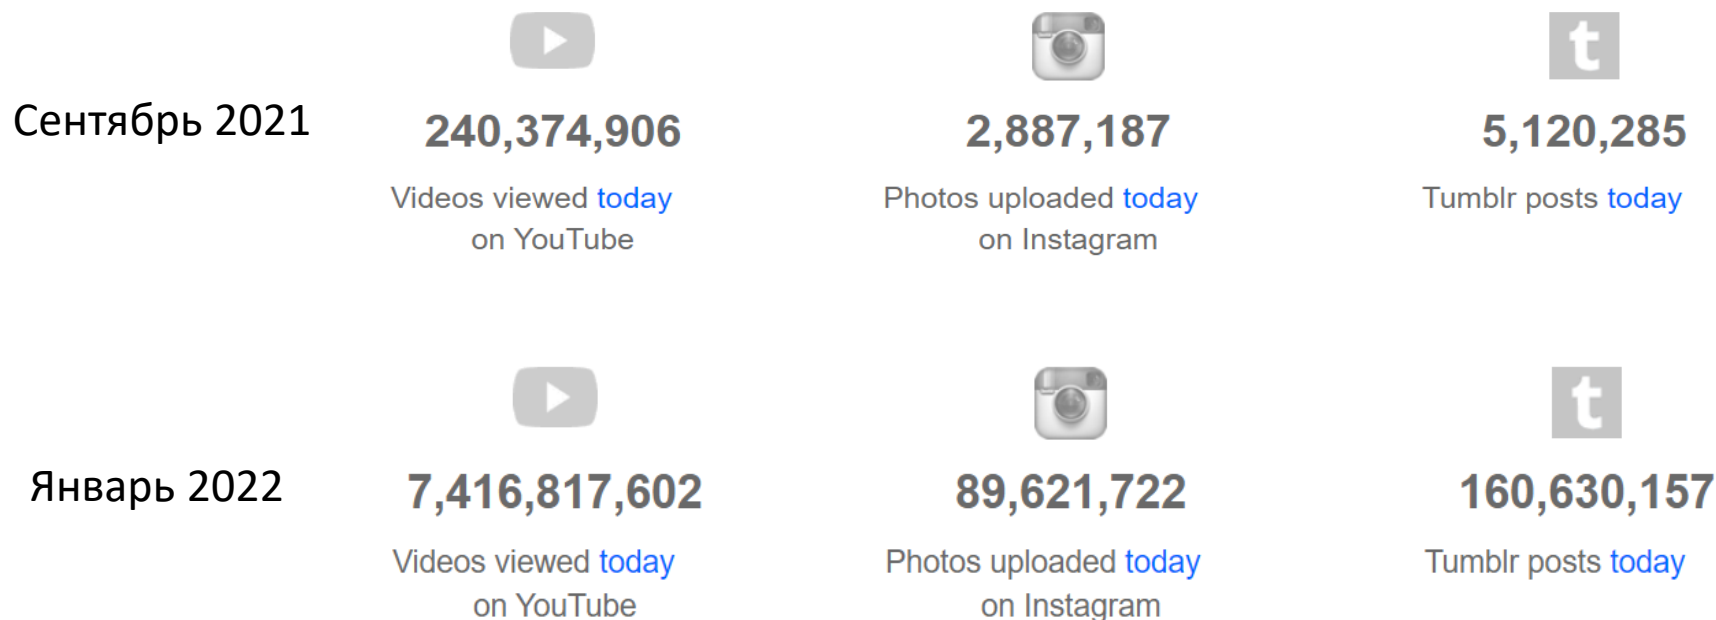 Сентябрь 2021
240,374,906
2,887,187
5,120,285
Videos viewed today
on YouTube
Photos uploaded today
on Instagram
Tumblr posts today
Январь 2022
7,416,817,602
89,621,722
160,630,157
Videos viewed today
on YouTube
Photos uploaded today
on Instagram
Tumblr posts today